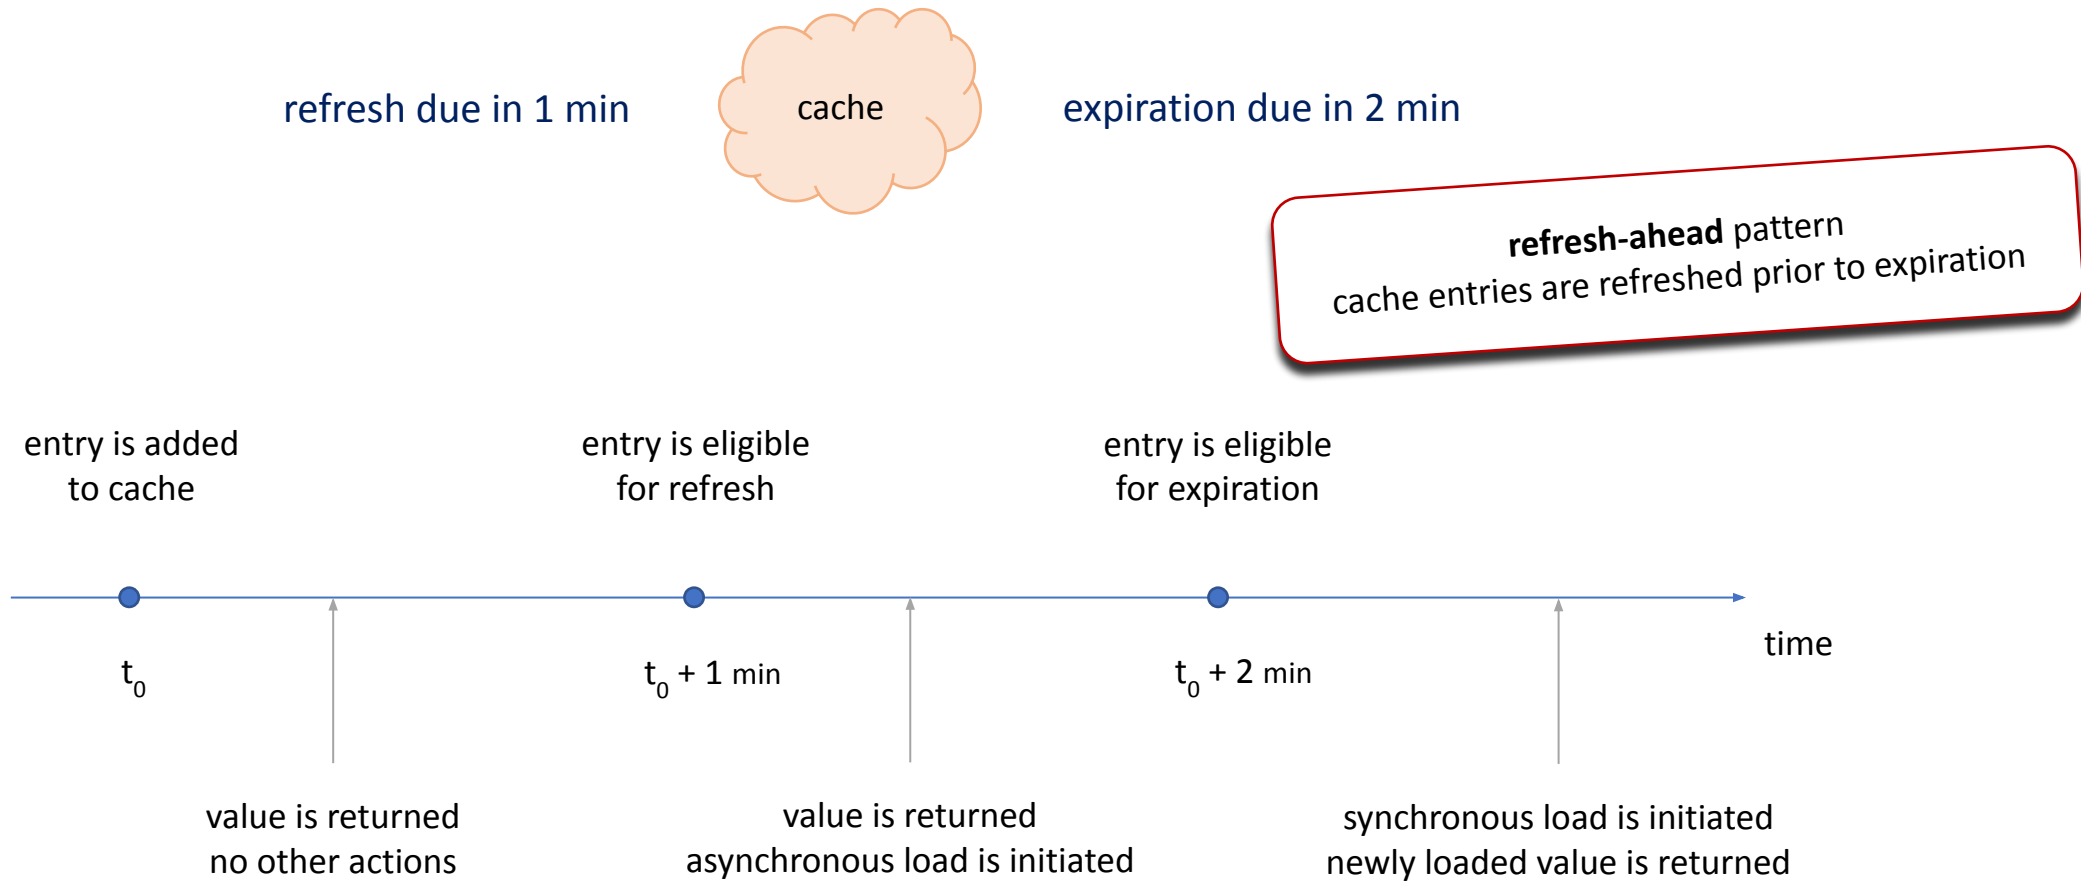 refresh due in 1 min
cache
expiration due in 2 min
refresh-ahead pattern
cache entries are refreshed prior to expiration
entry is added
to cache
entry is eligible
for refresh
entry is eligible
for expiration
time
t₀
t₀ + 1 min
t₀ + 2 min
value is returned
no other actions
value is returned
asynchronous load is initiated
synchronous load is initiated
newly loaded value is returned